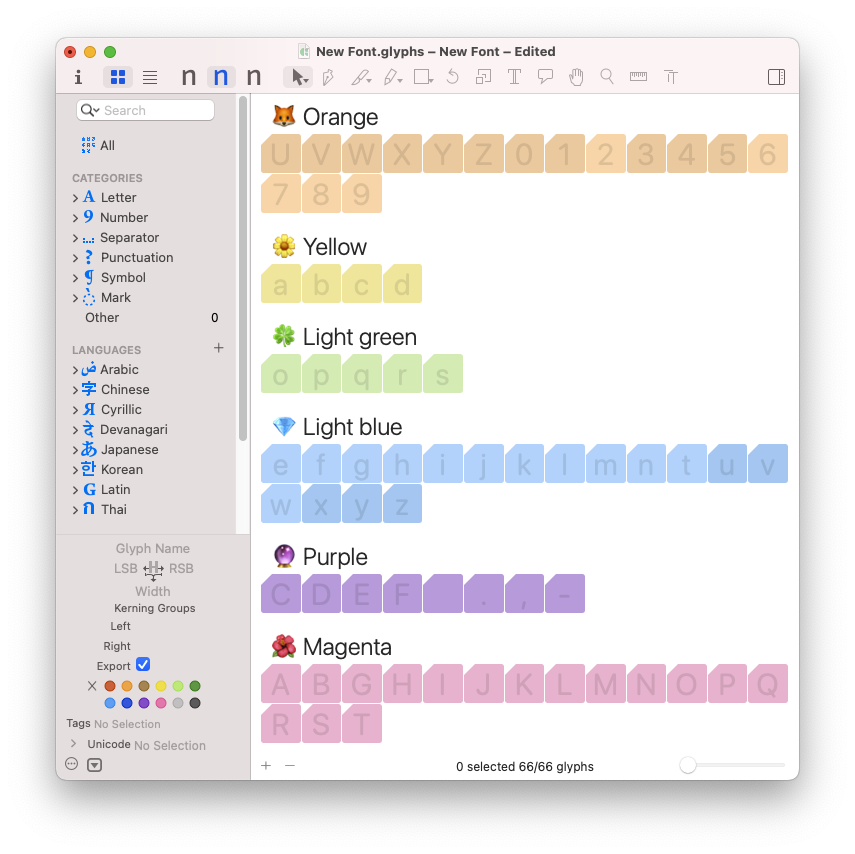 New Font.glyphs – New Font – Edited
n n n T T
Search
All
CATEGORIES
A Letter
9 Number
Separator
? Punctuation
¶ Symbol
Mark
Other 0
LANGUAGES +
ض Arabic
字 Chinese
Я Cyrillic
दे Devanagari
あ Japanese
한 Korean
G Latin
ก Thai
Glyph Name
LSB H RSB
Width
Kerning Groups
Left
Right
Export
Tags No Selection
Unicode No Selection
Orange
U V W X Y Z 0 1 2 3 4 5 6
7 8 9
Yellow
a b c d
Light green
o p q r s
Light blue
e f g h i j k l m n t u v
w x y z
Purple
C D E F . , -
Magenta
A B G H I J K L M N O P Q
R S T
+ − 0 selected 66/66 glyphs